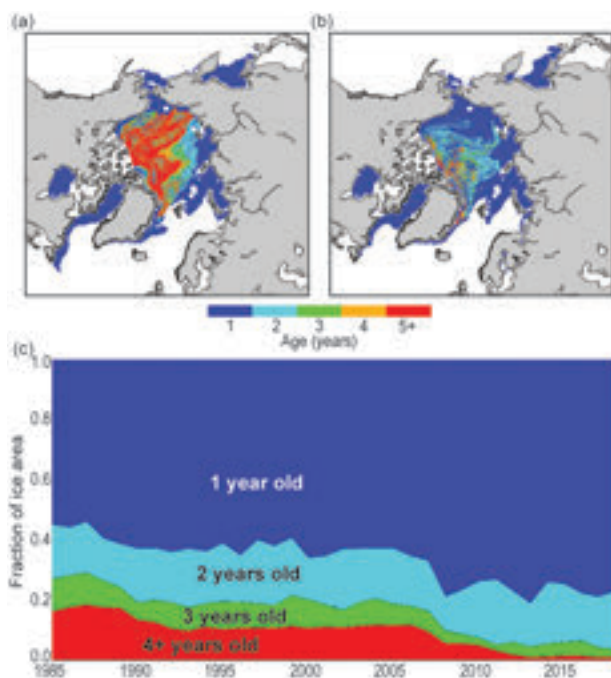 (a)
(b)
1 2 3 4 5+
Age (years)
(c)
Fraction of ice area
1.0
0.8
0.6
0.4
0.2
0.0
1 year old
2 years old
3 years old
4+ years old
1985 1990 1995 2000 2005 2010 2015